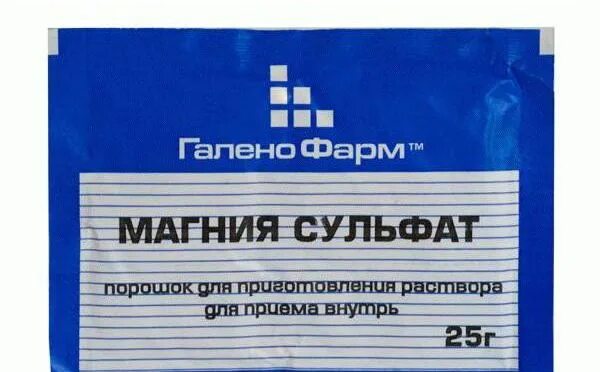 ГаленоФарм™
МАГНИЯ СУЛЬФАТ
порошок для приготовления раствора
для приема внутрь
25г